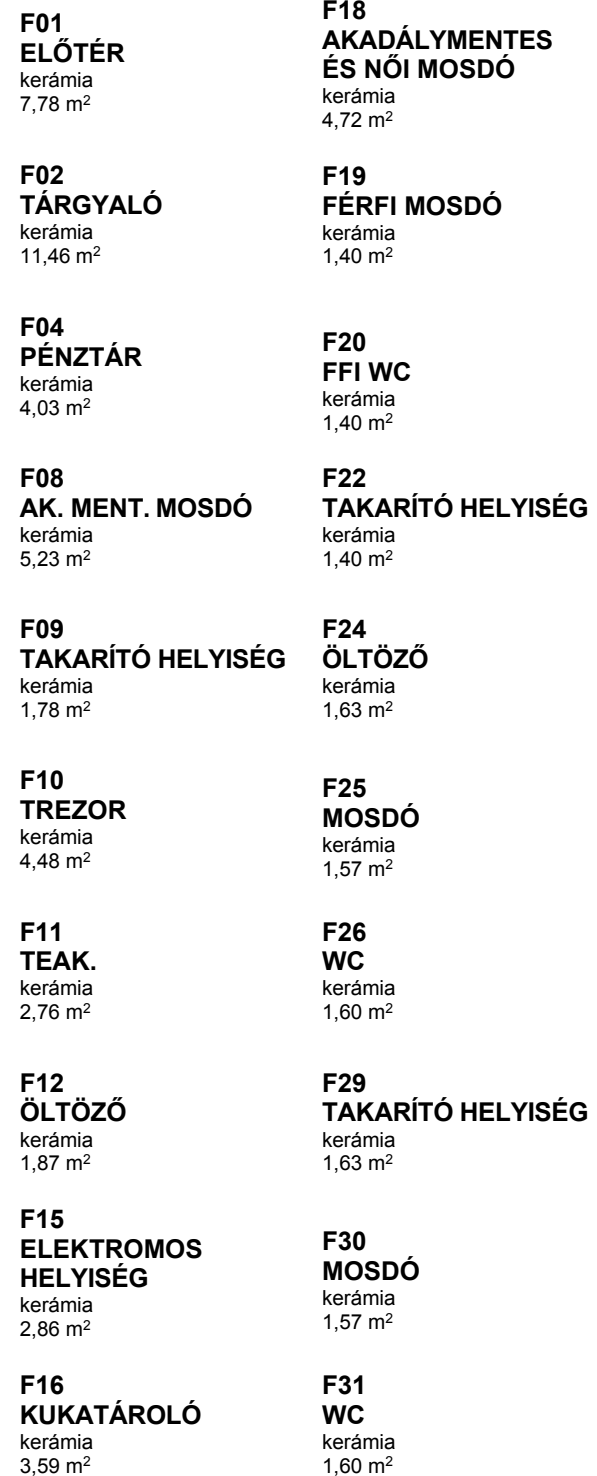 F01
ELŐTÉR
kerámia
7,78 m²
F02
TÁRGYALÓ
kerámia
11,46 m²
F04
PÉNZTÁR
kerámia
4,03 m²
F08
AK. MENT. MOSDÓ
kerámia
5,23 m²
F09
TAKARÍTÓ HELYISÉG
kerámia
1,78 m²
F10
TREZOR
kerámia
4,48 m²
F11
TEAK.
kerámia
2,76 m²
F12
ÖLTÖZŐ
kerámia
1,87 m²
F15
ELEKTROMOS
HELYISÉG
kerámia
2,86 m²
F16
KUKATÁROLÓ
kerámia
3,59 m²
F18
AKADÁLYMENTES
ÉS NŐI MOSDÓ
kerámia
4,72 m²
F19
FÉRFI MOSDÓ
kerámia
1,40 m²
F20
FFI WC
kerámia
1,40 m²
F22
TAKARÍTÓ HELYISÉG
kerámia
1,40 m²
F24
ÖLTÖZŐ
kerámia
1,63 m²
F25
MOSDÓ
kerámia
1,57 m²
F26
WC
kerámia
1,60 m²
F29
TAKARÍTÓ HELYISÉG
kerámia
1,63 m²
F30
MOSDÓ
kerámia
1,57 m²
F31
WC
kerámia
1,60 m²